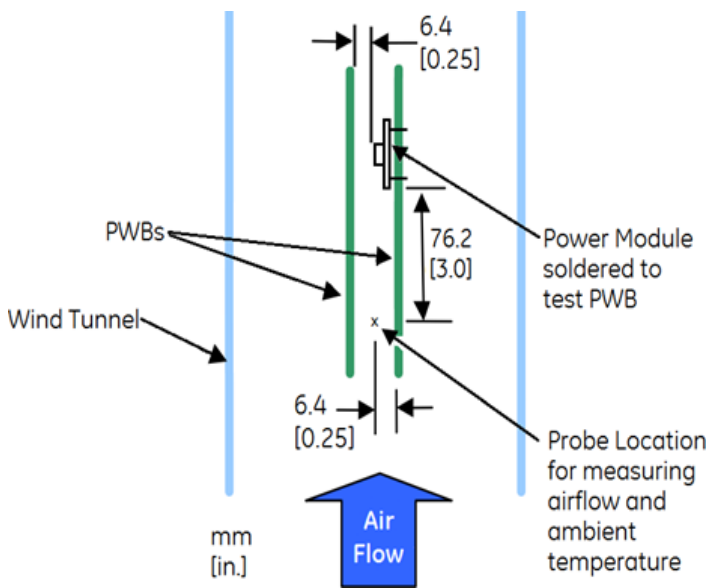 6.4
[0.25]
PWBs
76.2
[3.0]
Power Module
soldered to
test PWB
Wind Tunnel
x
6.4
[0.25]
Probe Location
for measuring
airflow and
ambient
temperature
Air
Flow
mm
[in.]